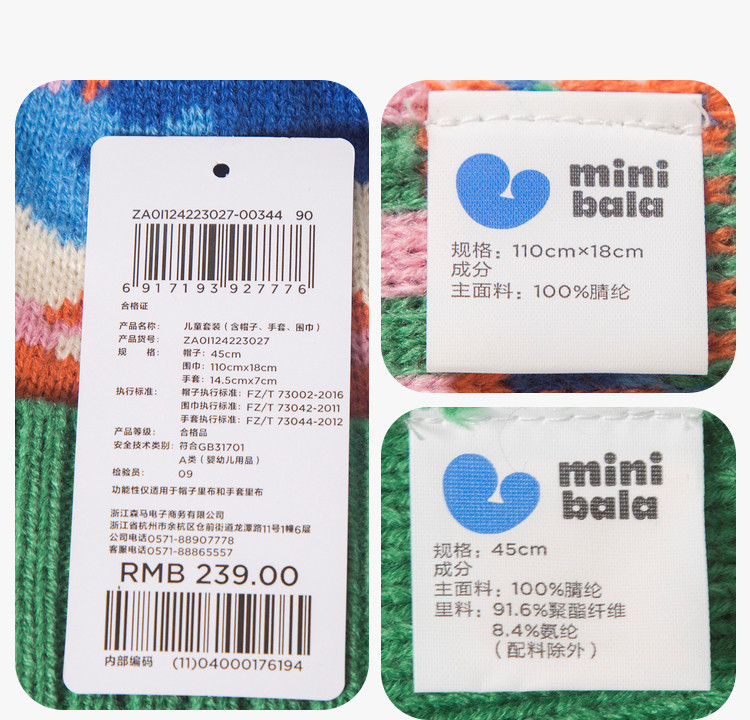 ZA0I124223027-00344 90
6 917193 927776
合格证
产品名称： 儿童套装（含帽子、手套、围巾）
产品货号： ZA0I124223027
规 格： 帽子：45cm
围巾：110cm×18cm
手套：14.5cm×7cm
执行标准： 帽子执行标准：FZ/T 73002-2016
围巾执行标准：FZ/T 73042-2011
手套执行标准：FZ/T 73044-2012
产品等级： 合格品
安全技术类别：符合GB31701
A类（婴幼儿用品）
检验员： 09
功能性仅适用于帽子里布和手套里布
浙江森马电子商务有限公司
浙江省杭州市余杭区仓前街道龙潭路11号1幢6层
公司电话0571-88907778
客服电话0571-88865557
RMB 239.00
内部编码 (11)04000176194
mini
bala
规格：110cm×18cm
成分
主面料：100%腈纶
mini
bala
规格：45cm
成分
主面料：100%腈纶
里料：91.6%聚酯纤维
8.4%氨纶
（配料除外）